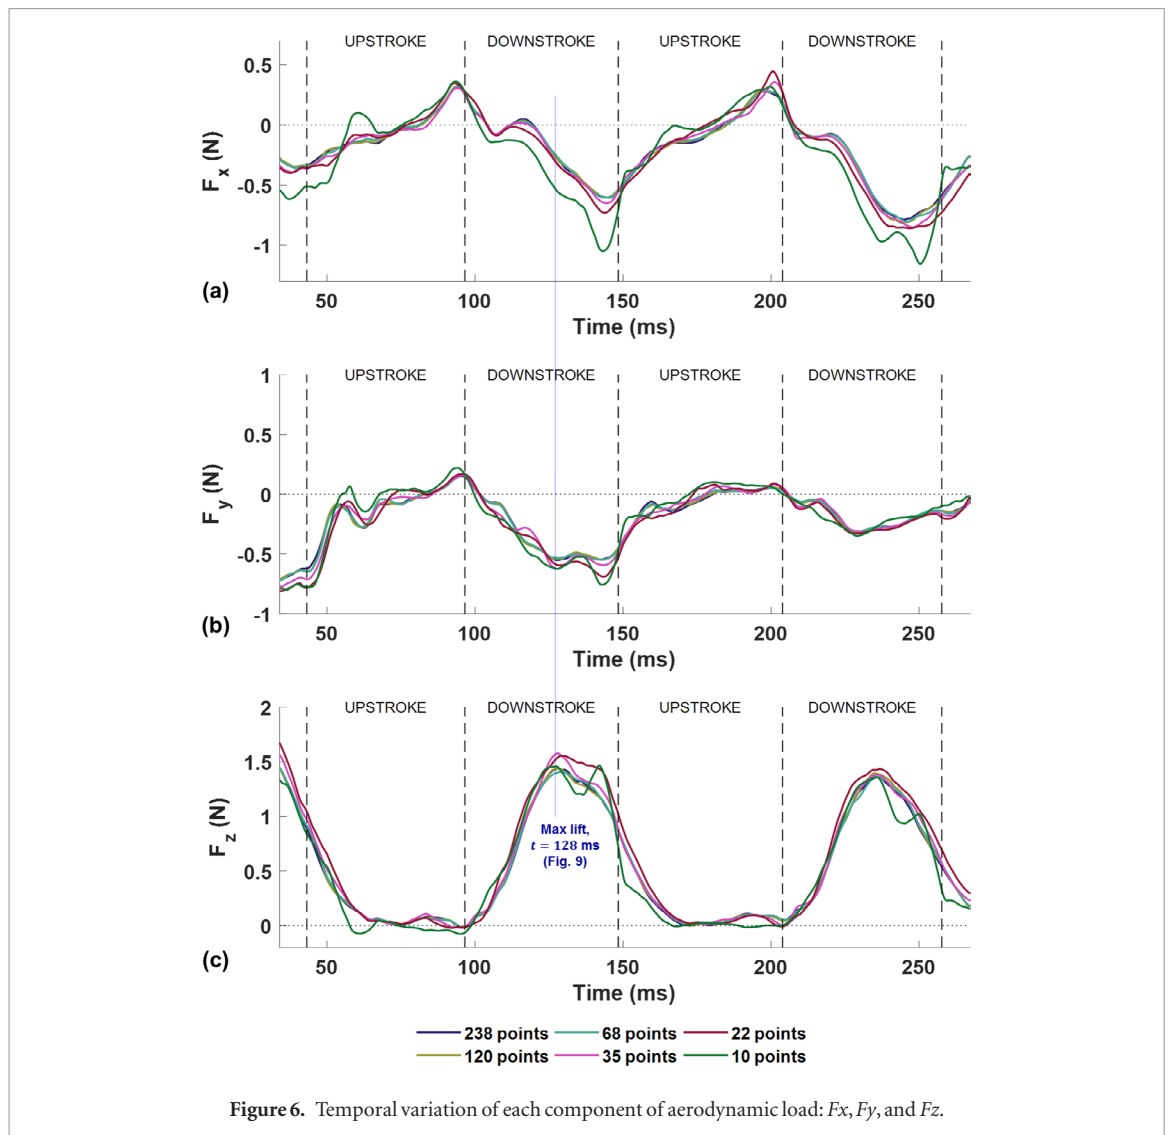 UPSTROKE DOWNSTROKE UPSTROKE DOWNSTROKE
0.5
0
-0.5
-1
F_x (N)
(a)
50 100 150 200 250
Time (ms)
UPSTROKE DOWNSTROKE UPSTROKE DOWNSTROKE
1
0.5
0
-0.5
-1
F_y (N)
(b)
50 100 150 200 250
Time (ms)
UPSTROKE DOWNSTROKE UPSTROKE DOWNSTROKE
2
1.5
1
0.5
0
F_z (N)
Max lift,
t = 128 ms
(Fig. 9)
(c)
50 100 150 200 250
Time (ms)
238 points 68 points 22 points
120 points 35 points 10 points
Figure 6. Temporal variation of each component of aerodynamic load: Fx, Fy, and Fz.